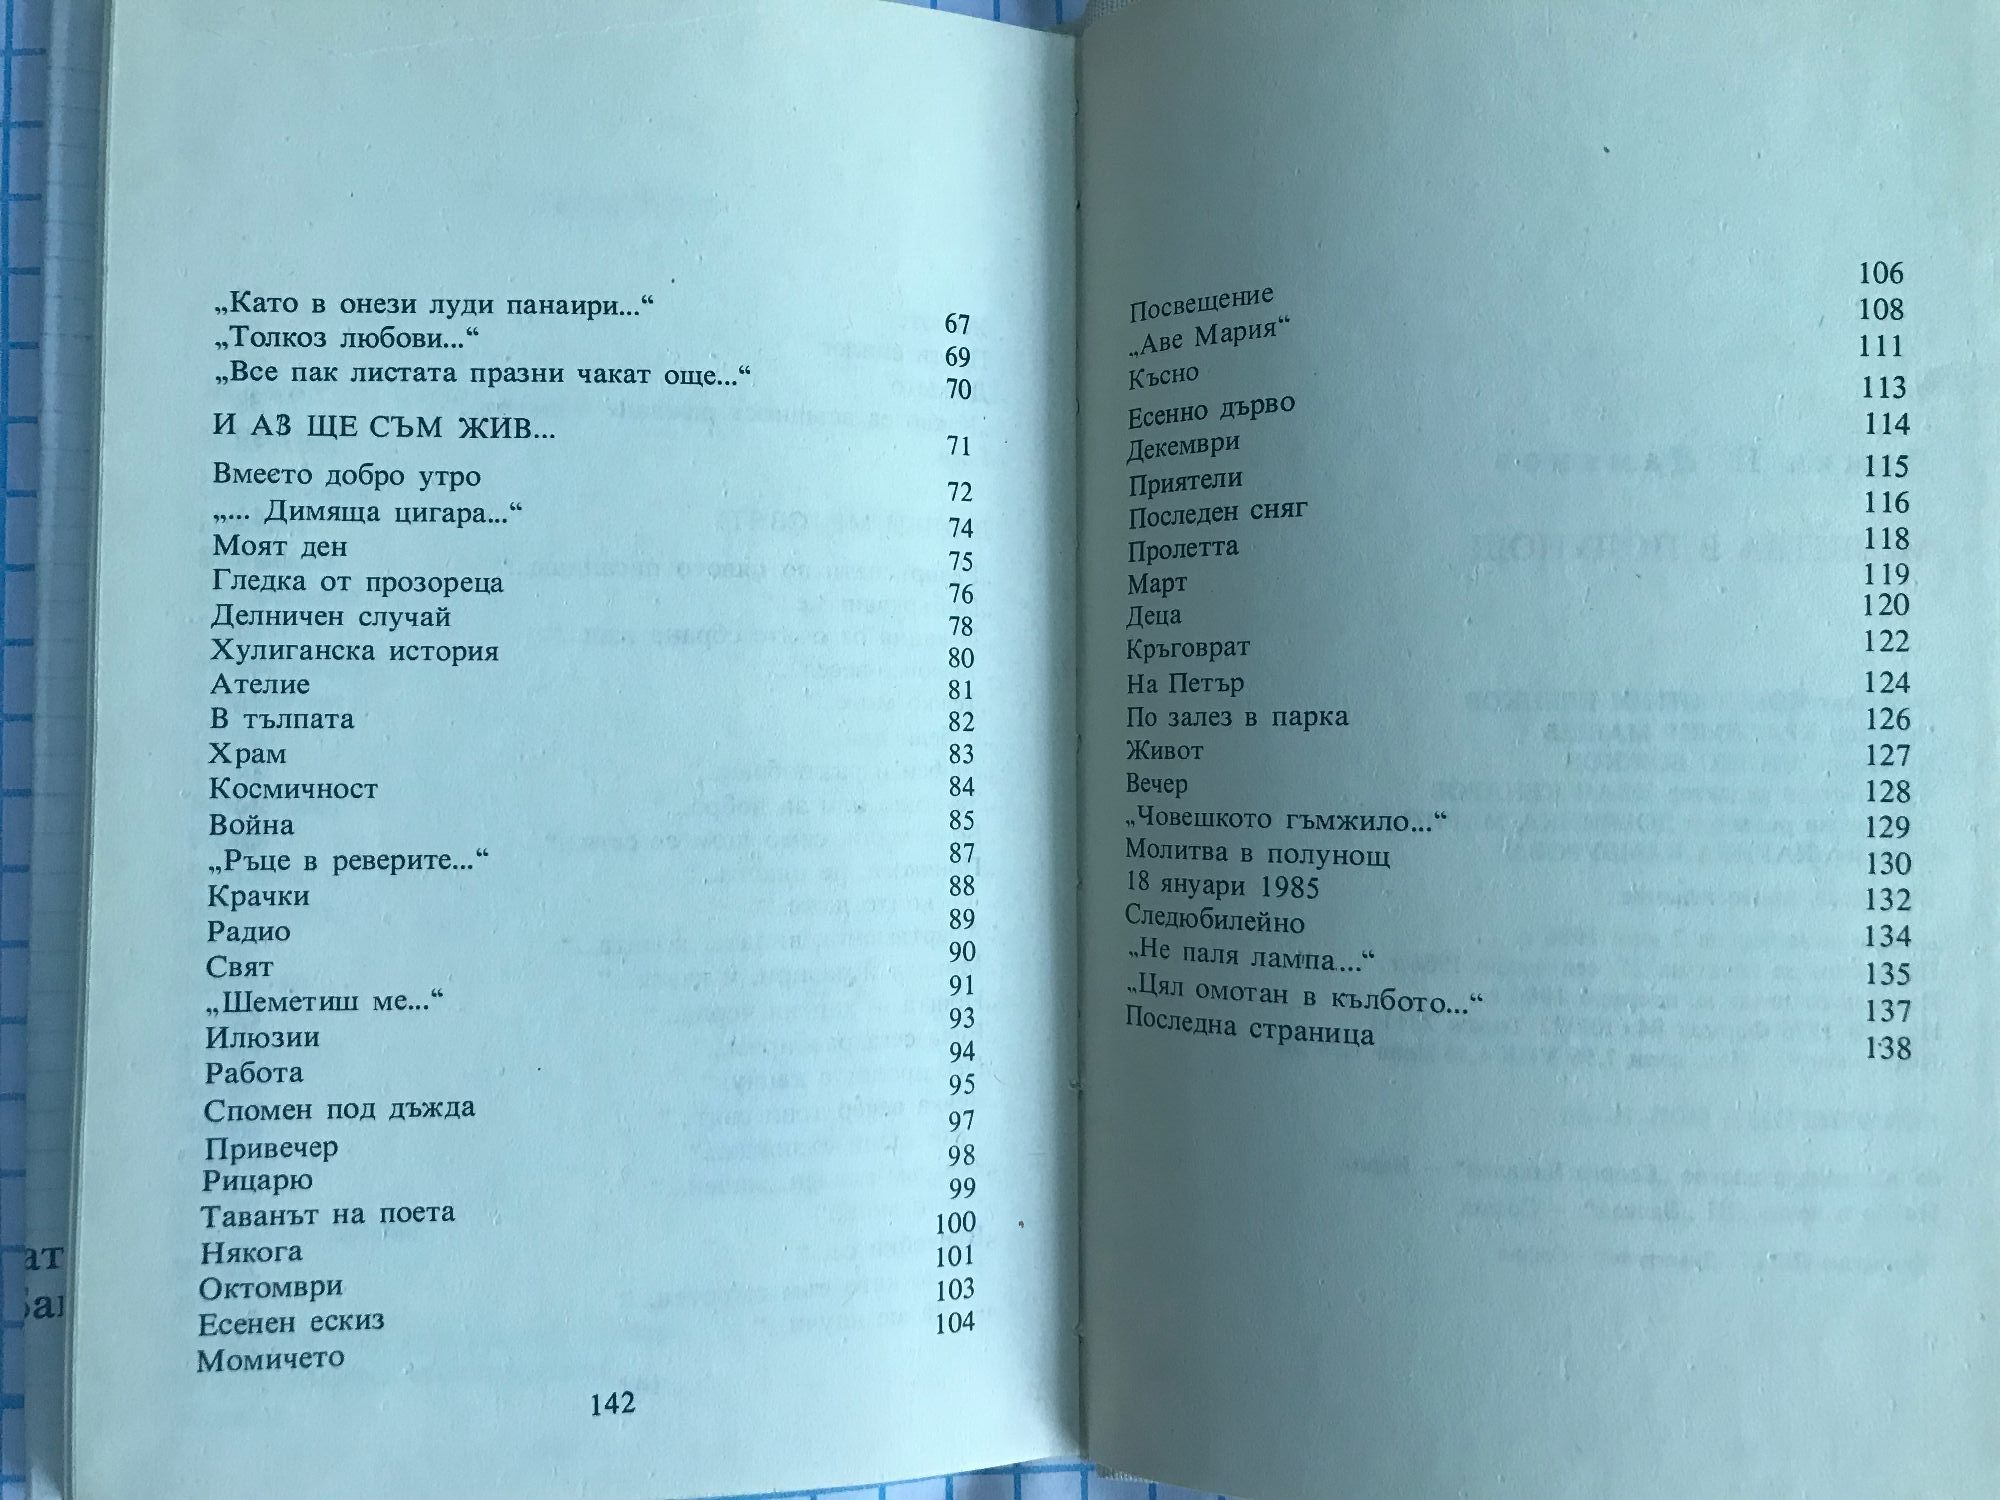 „Като в онези луди панаири...“ 67
„Толкоз любови...“ 69
„Все пак листата празни чакат още...“ 70
И АЗ ЩЕ СЪМ ЖИВ... 71
Вмеето добро утро 72
„... Димяща цигара...“ 74
Моят ден 75
Гледка от прозореца 76
Делничен случай 78
Хулиганска история 80
Ателие 81
В тълпата 82
Храм 83
Космичност 84
Война 85
„Ръце в реверите...“ 87
Крачки 88
Радио 89
Свят 90
„Шеметиш ме...“ 91
Илюзии 93
Работа 94
Спомен под дъжда 95
Привечер 97
Рицарю 98
Таванът на поета 99
Някога 100
Октомври 101
Есенен ескиз 103
Момичето 104
142
Посвещение 106
„Аве Мария“ 108
Късно 111
Есенно дърво 113
Декември 114
Приятели 115
Последен сняг 116
Пролетта 118
Март 119
Деца 120
Кръговрат 122
На Петър 124
По залез в парка 126
Живот 127
Вечер 128
„Човешкото гъмжило...“ 129
Молитва в полунощ 130
18 януари 1985 132
Следюбилейно 134
„Не паля лампа...“ 135
„Цял омотан в кълбото...“ 137
Последна страница 138